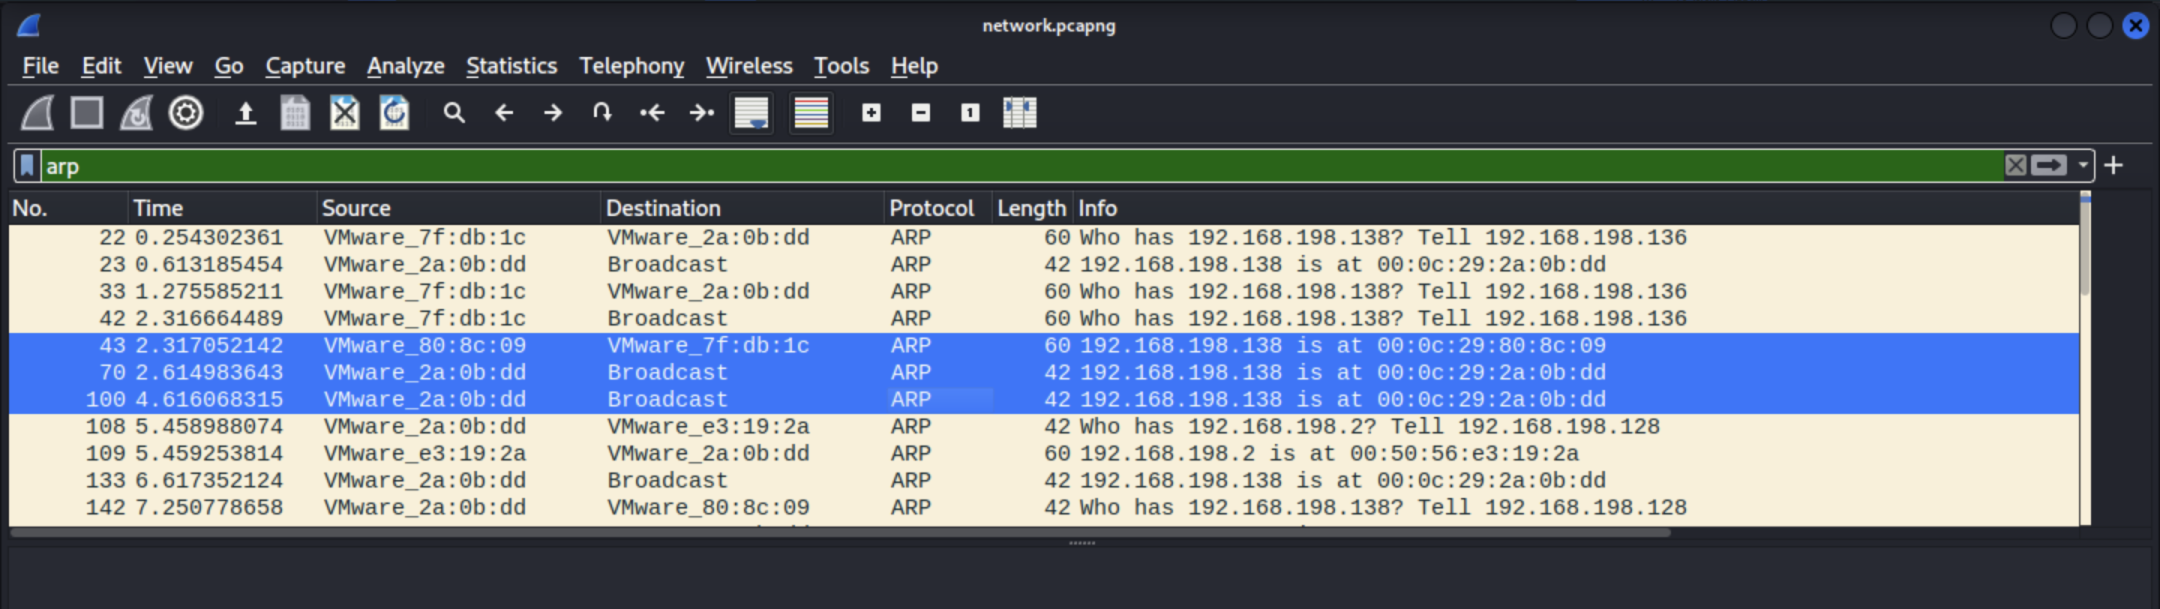 network.pcapng
File Edit View Go Capture Analyze Statistics Telephony Wireless Tools Help
arp
No. Time Source Destination Protocol Length Info
22 0.254302361 VMware_7f:db:1c VMware_2a:0b:dd ARP 60 Who has 192.168.198.138? Tell 192.168.198.136
23 0.613185454 VMware_2a:0b:dd Broadcast ARP 42 192.168.198.138 is at 00:0c:29:2a:0b:dd
33 1.275585211 VMware_7f:db:1c VMware_2a:0b:dd ARP 60 Who has 192.168.198.138? Tell 192.168.198.136
42 2.316664489 VMware_7f:db:1c Broadcast ARP 60 Who has 192.168.198.138? Tell 192.168.198.136
43 2.317052142 VMware_80:8c:09 VMware_7f:db:1c ARP 60 192.168.198.138 is at 00:0c:29:80:8c:09
70 2.614983643 VMware_2a:0b:dd Broadcast ARP 42 192.168.198.138 is at 00:0c:29:2a:0b:dd
100 4.616068315 VMware_2a:0b:dd Broadcast ARP 42 192.168.198.138 is at 00:0c:29:2a:0b:dd
108 5.458988074 VMware_2a:0b:dd VMware_e3:19:2a ARP 42 Who has 192.168.198.2? Tell 192.168.198.128
109 5.459253814 VMware_e3:19:2a VMware_2a:0b:dd ARP 60 192.168.198.2 is at 00:50:56:e3:19:2a
133 6.617352124 VMware_2a:0b:dd Broadcast ARP 42 192.168.198.138 is at 00:0c:29:2a:0b:dd
142 7.250778658 VMware_2a:0b:dd VMware_80:8c:09 ARP 42 Who has 192.168.198.138? Tell 192.168.198.128